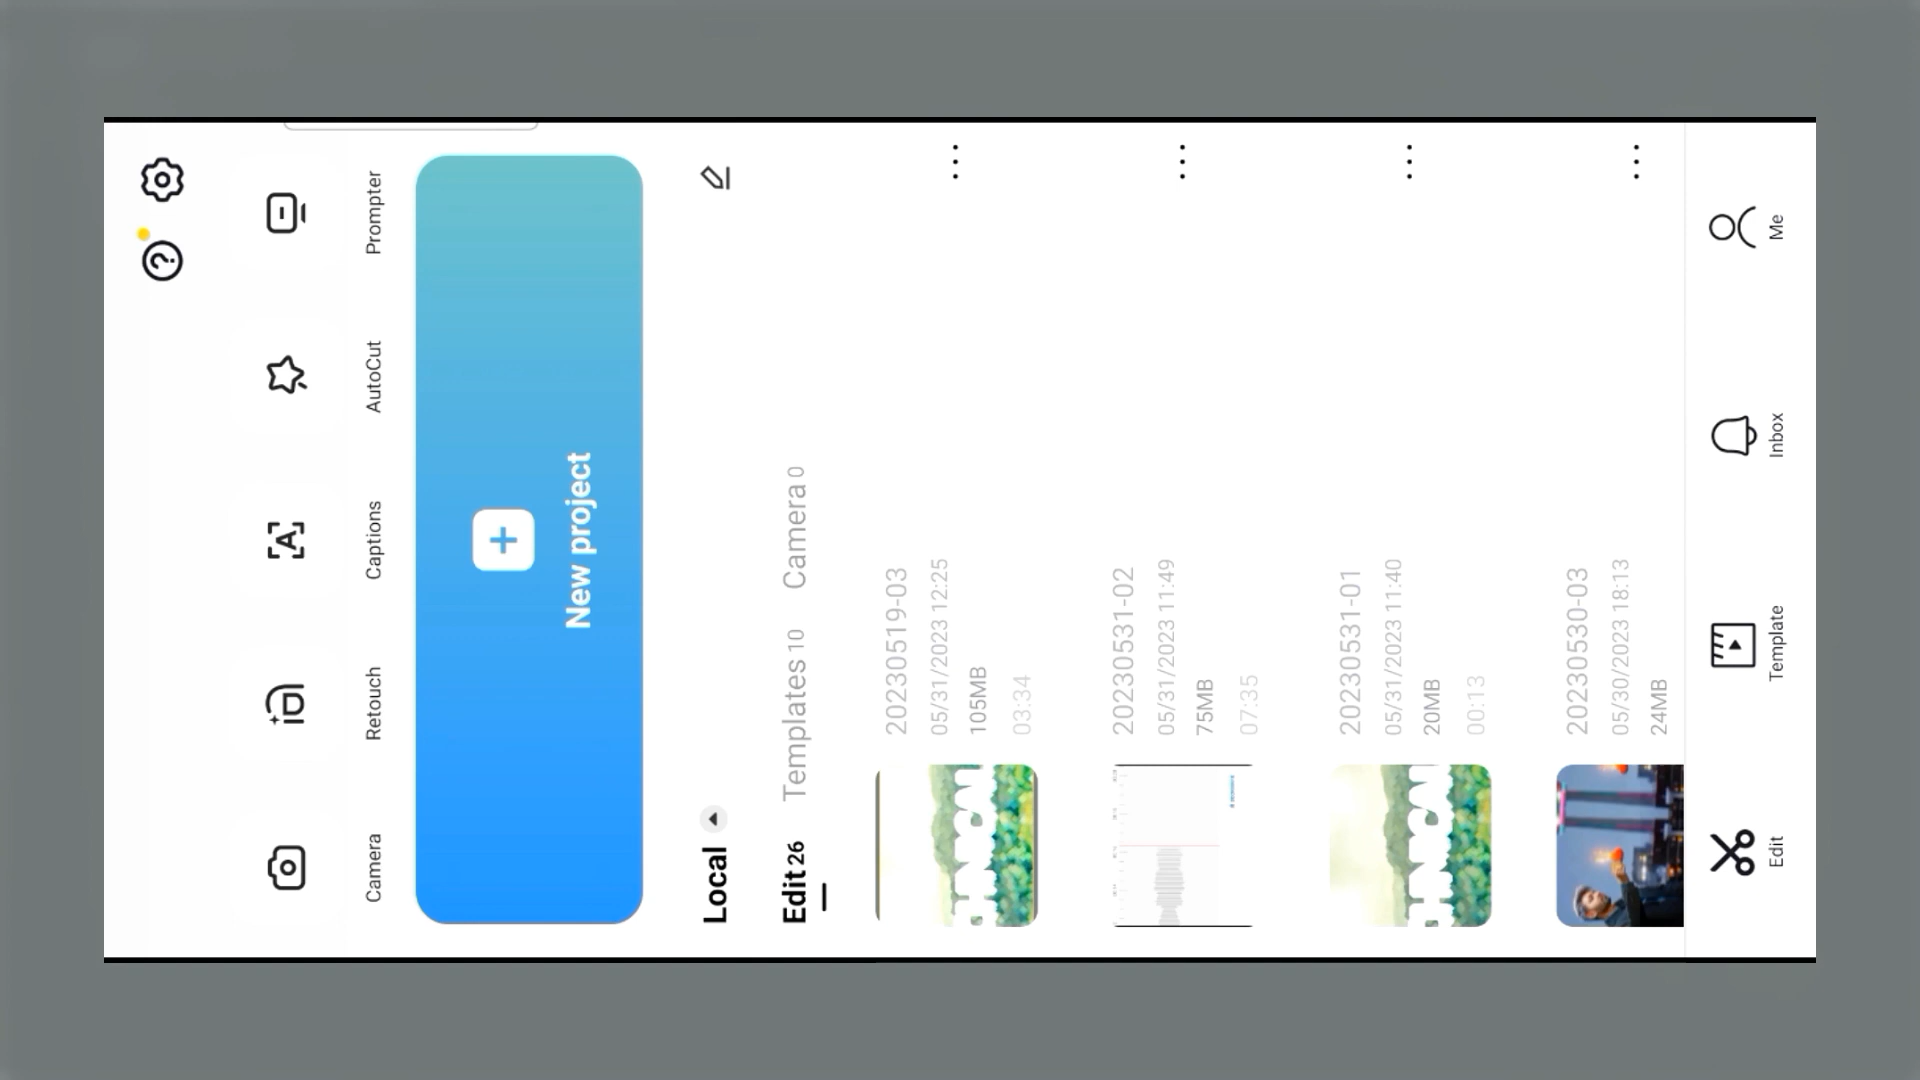 Camera
Retouch
Captions
AutoCut
Prompter
New project
Local
Edit 26 Templates 10 Camera 0
20230519-03
05/31/2023 12:25
105MB
03:34
20230531-02
05/31/2023 11:49
75MB
07:35
20230531-01
05/31/2023 11:40
20MB
00:13
20230530-03
05/30/2023 18:13
24MB
Edit
Template
Inbox
Me